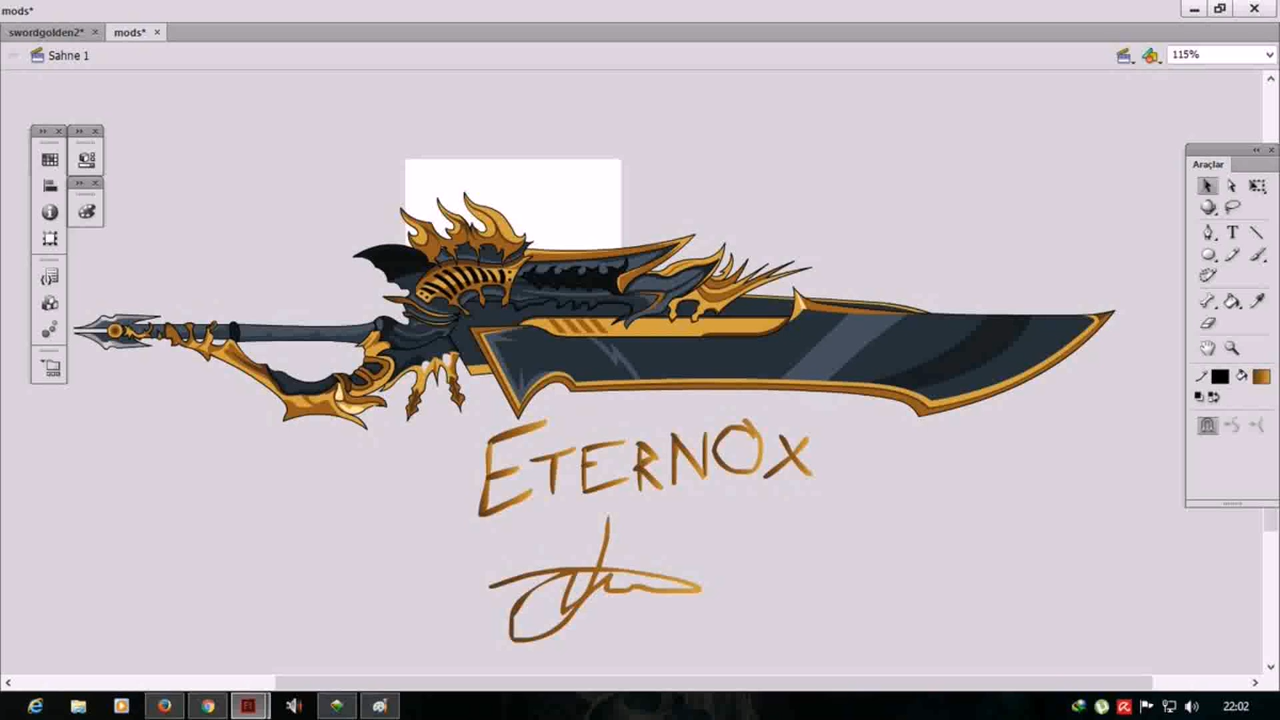 mods*
swordgolden2* mods*
Sahne 1 115%
Araçlar
EternOx
22:02